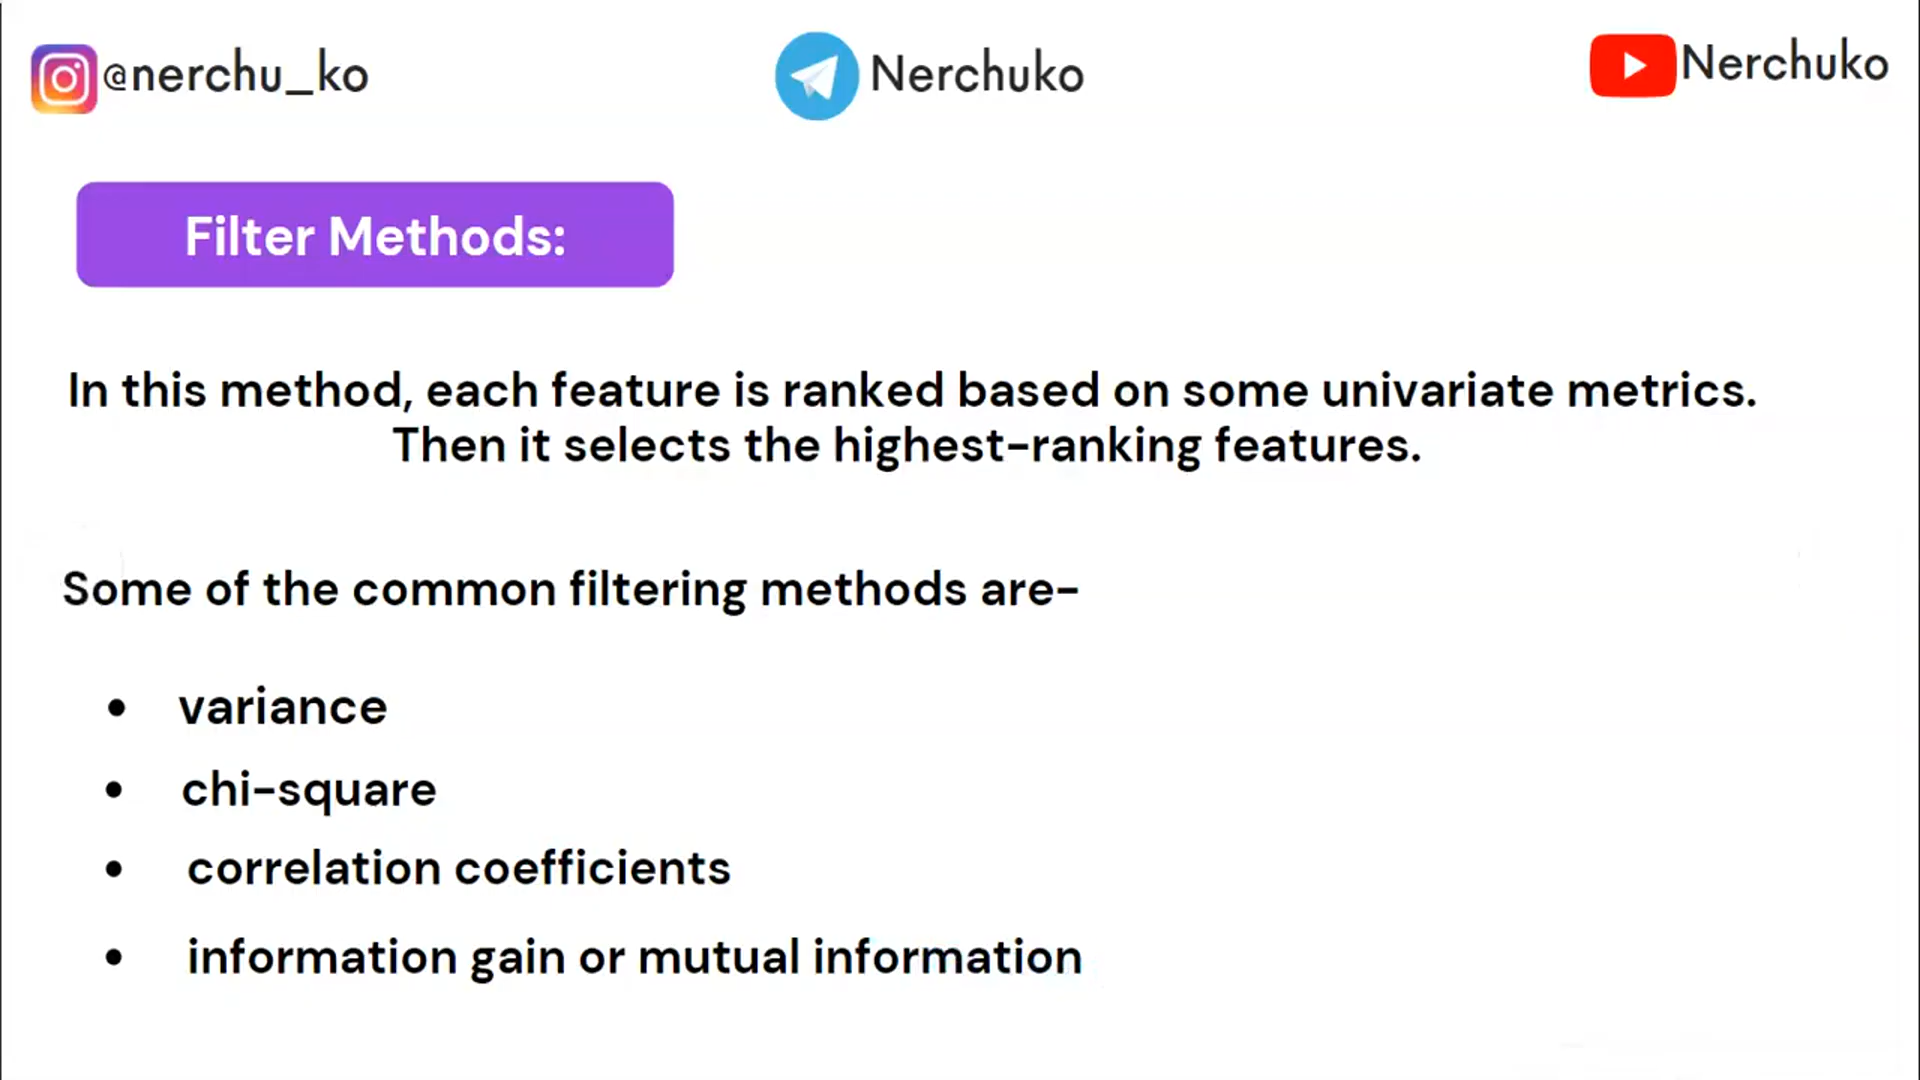 @nerchu_ko
Nerchuko
Nerchuko
Filter Methods:
In this method, each feature is ranked based on some univariate metrics.
Then it selects the highest-ranking features.
Some of the common filtering methods are-
• variance
• chi-square
• correlation coefficients
• information gain or mutual information